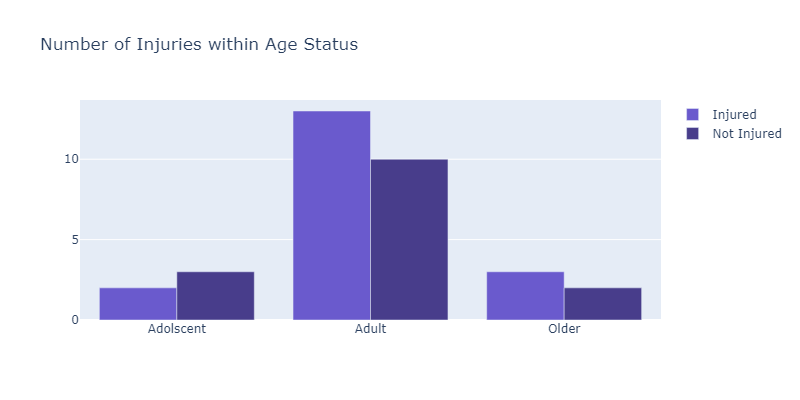 Number of Injuries within Age Status
Injured
Not Injured
10
5
0
Adolscent
Adult
Older